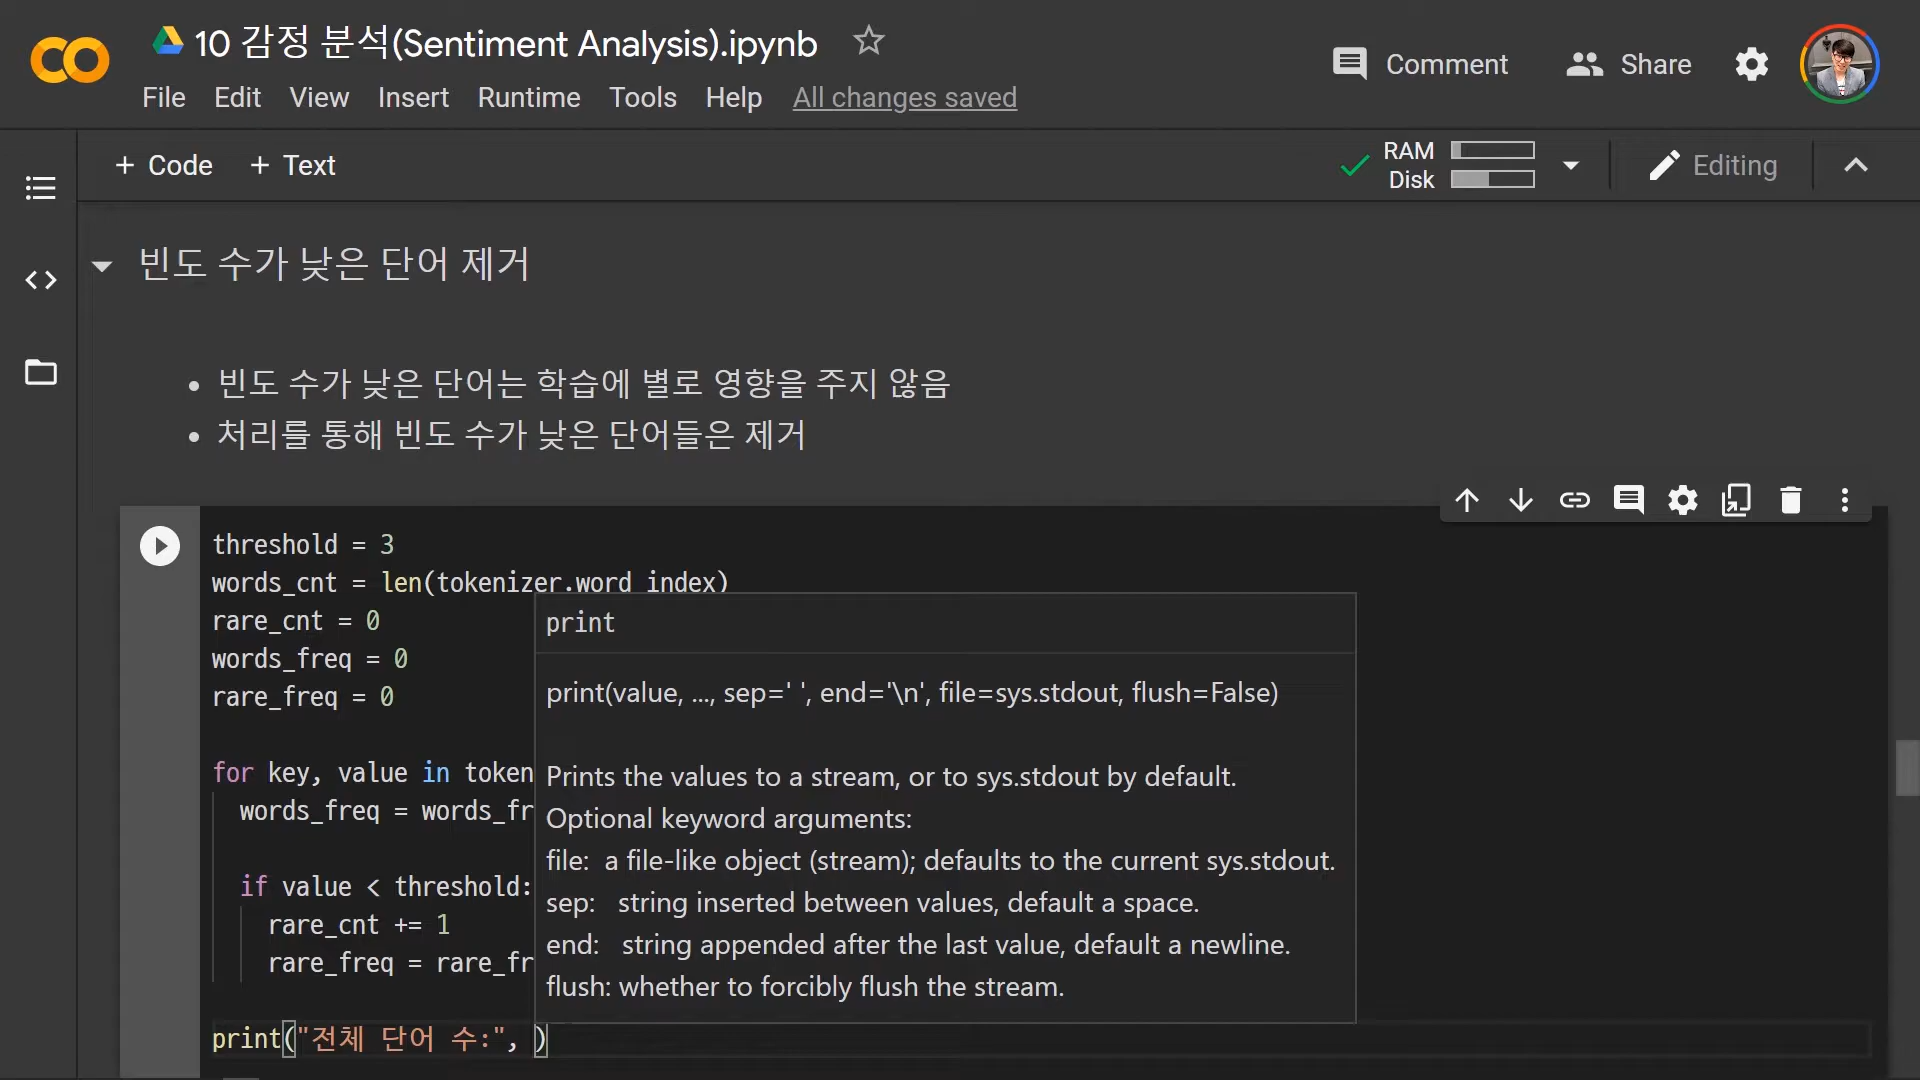 10 감정 분석(Sentiment Analysis).ipynb
Comment
Share
File Edit View Insert Runtime Tools Help All changes saved
+ Code + Text
RAM
Disk
Editing
빈도 수가 낮은 단어 제거
• 빈도 수가 낮은 단어는 학습에 별로 영향을 주지 않음
• 처리를 통해 빈도 수가 낮은 단어들은 제거
threshold = 3
words_cnt = len(tokenizer.word_index)
rare_cnt = 0
words_freq = 0
rare_freq = 0
for key, value in token
words_freq = words_fr
if value < threshold:
rare_cnt += 1
rare_freq = rare_fr
print("전체 단어 수:", )
print
print(value, ..., sep=' ', end='\n', file=sys.stdout, flush=False)
Prints the values to a stream, or to sys.stdout by default.
Optional keyword arguments:
file: a file-like object (stream); defaults to the current sys.stdout.
sep: string inserted between values, default a space.
end: string appended after the last value, default a newline.
flush: whether to forcibly flush the stream.